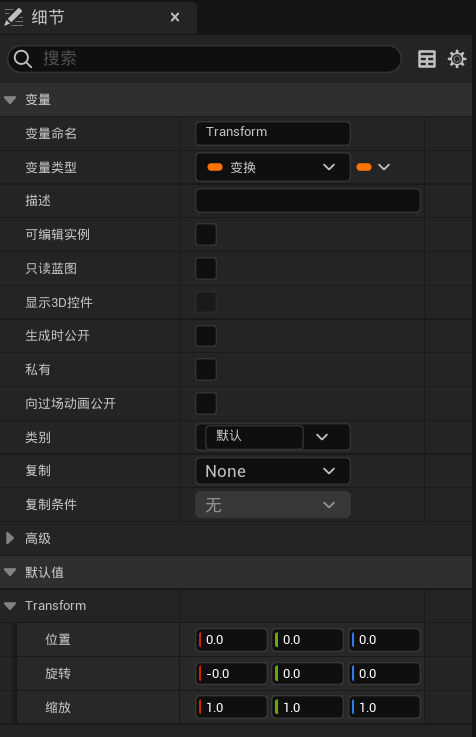 细节
搜索
变量
变量命名 Transform
变量类型 变换
描述
可编辑实例
只读蓝图
显示3D控件
生成时公开
私有
向过场动画公开
类别 默认
复制 None
复制条件 无
高级
默认值
Transform
位置 0.0 0.0 0.0
旋转 -0.0 0.0 0.0
缩放 1.0 1.0 1.0